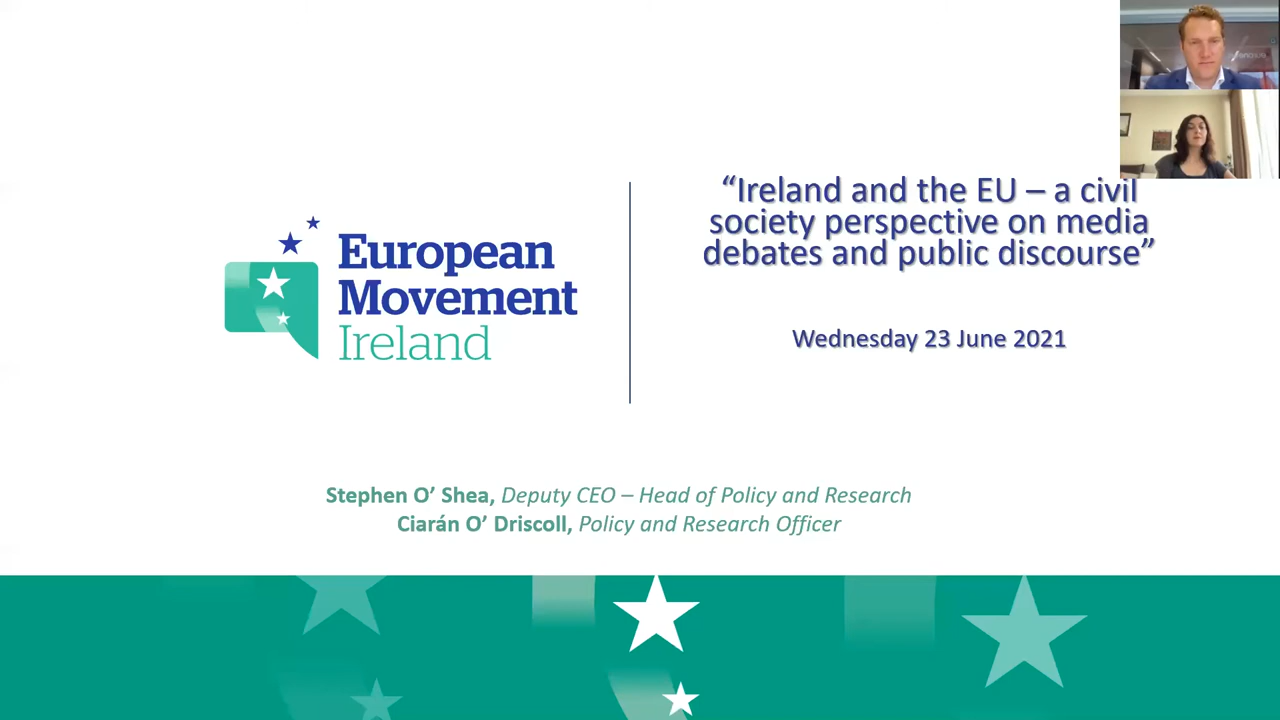 European
Movement
Ireland
“Ireland and the EU – a civil
society perspective on media
debates and public discourse”
Wednesday 23 June 2021
Stephen O’ Shea, Deputy CEO – Head of Policy and Research
Ciarán O’ Driscoll, Policy and Research Officer